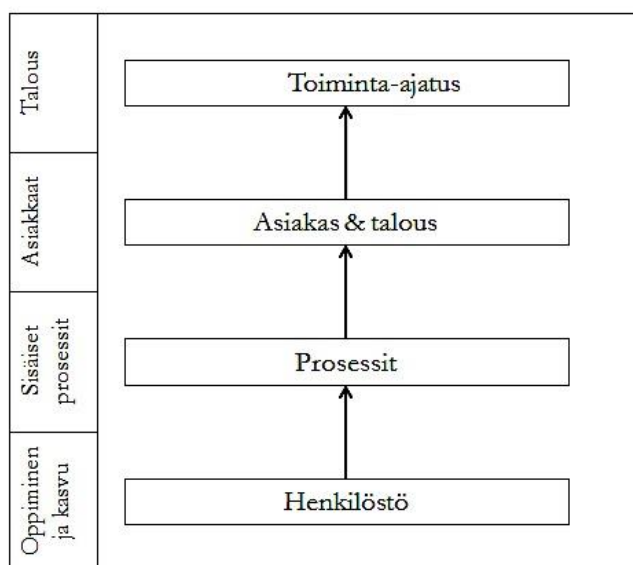 Talous
Toiminta-ajatus
Asiakkaat
Asiakas & talous
Sisäiset
prosessit
Prosessit
Oppiminen
ja kasvu
Henkilöstö